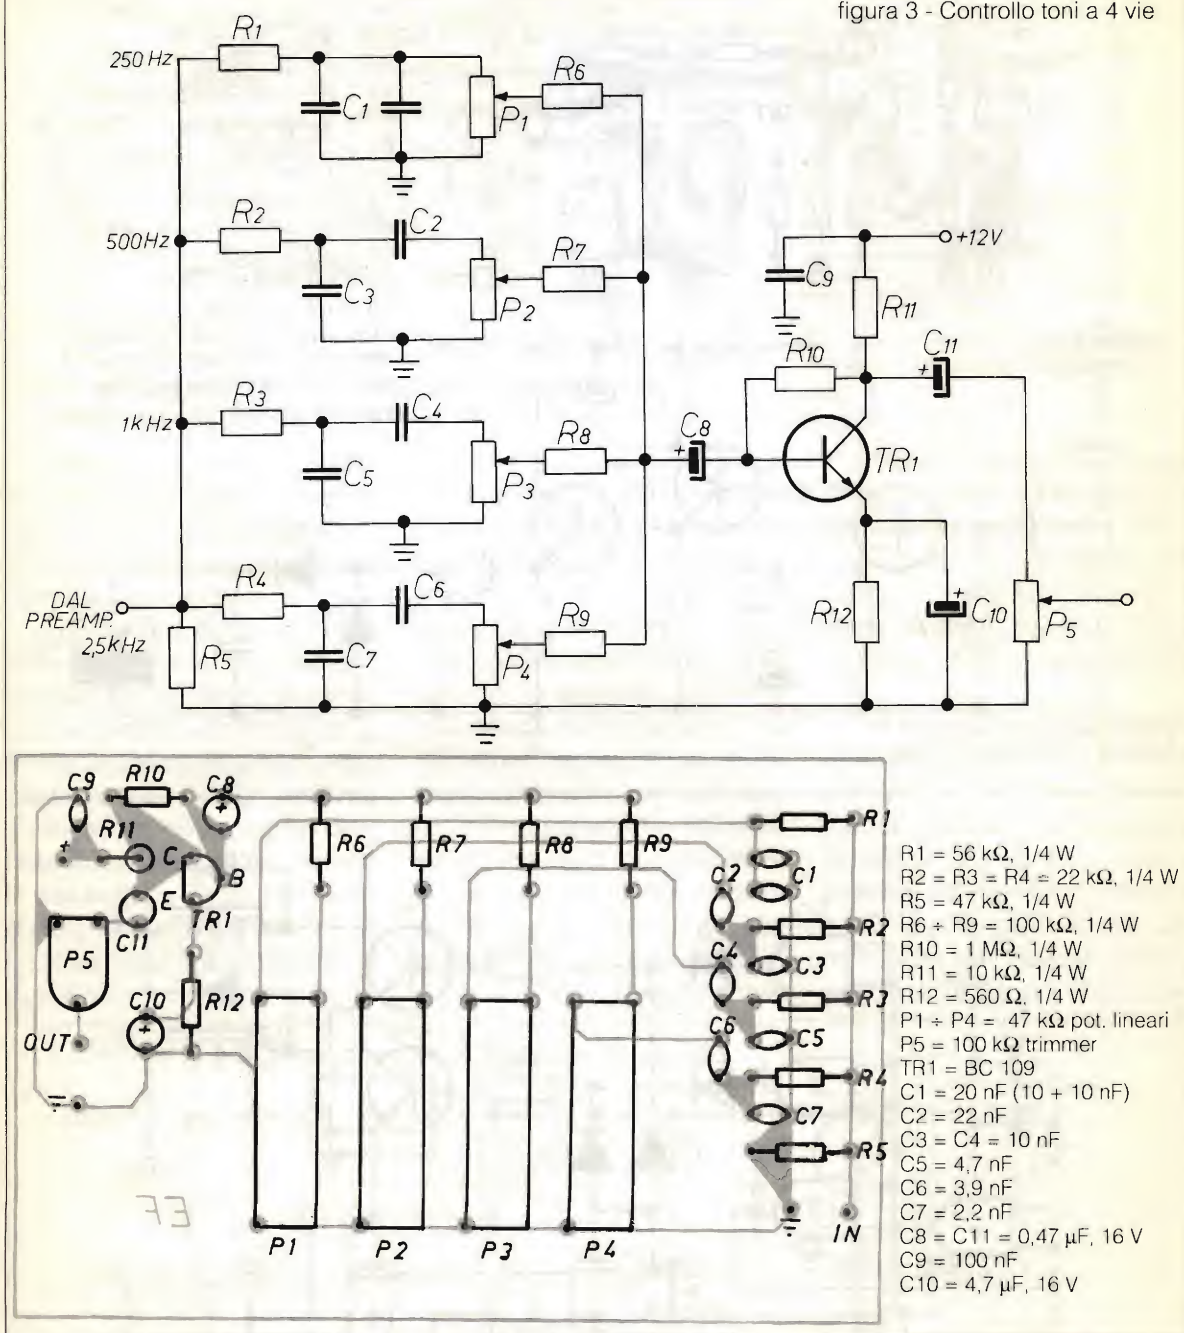 figura 3 - Controllo toni a 4 vie
250 Hz
R1
C1
P1
R6
500Hz
R2
C2
C3
P2
R7
1kHz
R3
C4
C5
P3
R8
DAL
PREAMP.
2,5kHz
R4
R5
C6
C7
P4
R9
C8
+
C9
+12V
R10
R11
C11
+
TR1
R12
C10
+
P5
C9
R10
C8
+
+
R11
C
B
E
TR1
C11
P5
C10
+
R12
OUT
R6
R7
R8
R9
R1
C1
C2
R2
C3
C4
R3
C5
C6
R4
C7
R5
IN
P1
P2
P3
P4
EF
R1 = 56 kΩ, 1/4 W
R2 = R3 = R4 = 22 kΩ, 1/4 W
R5 = 47 kΩ, 1/4 W
R6 ÷ R9 = 100 kΩ, 1/4 W
R10 = 1 MΩ, 1/4 W
R11 = 10 kΩ, 1/4 W
R12 = 560 Ω, 1/4 W
P1 ÷ P4 = 47 kΩ pot. lineari
P5 = 100 kΩ trimmer
TR1 = BC 109
C1 = 20 nF (10 + 10 nF)
C2 = 22 nF
C3 = C4 = 10 nF
C5 = 4,7 nF
C6 = 3,9 nF
C7 = 2,2 nF
C8 = C11 = 0,47 µF, 16 V
C9 = 100 nF
C10 = 4,7 µF, 16 V